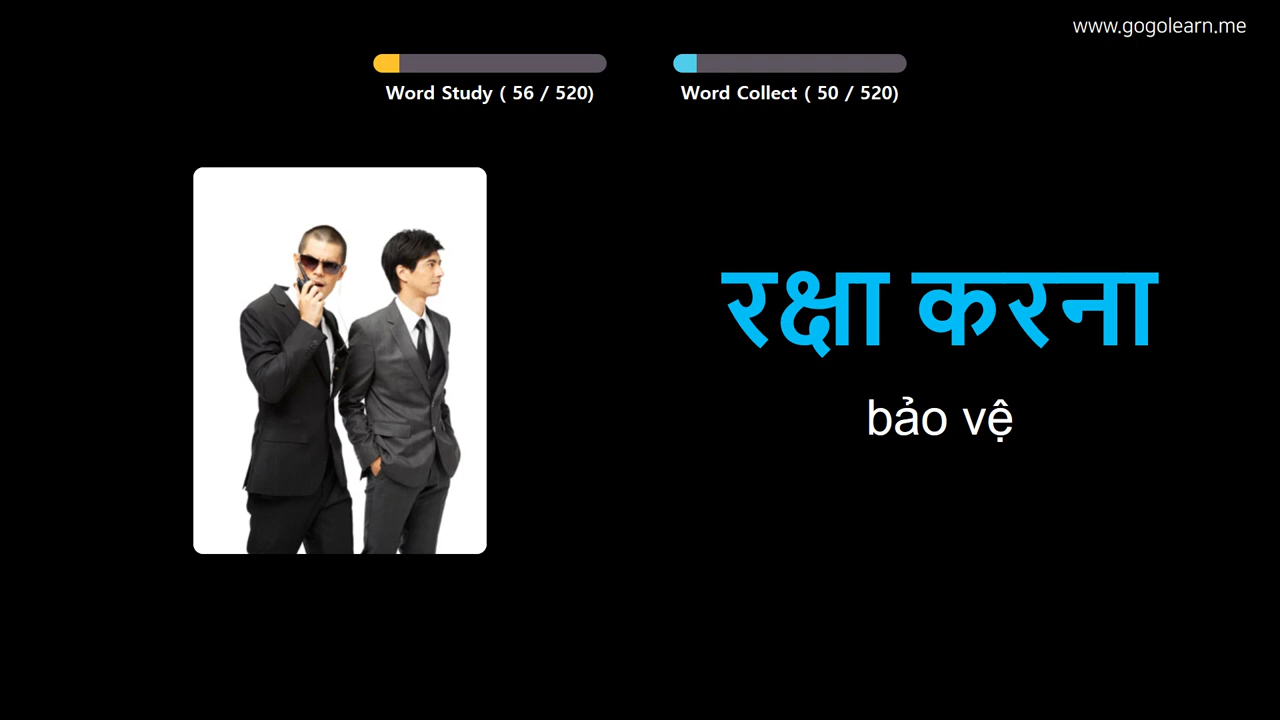 www.gogolearn.me
Word Study ( 56 / 520)
Word Collect ( 50 / 520)
रक्षा करना
bảo vệ